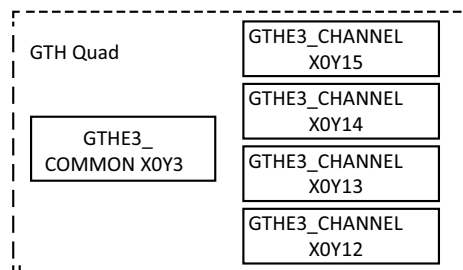 GTH Quad
GTHE3_
COMMON X0Y3
GTHE3_CHANNEL
X0Y15
GTHE3_CHANNEL
X0Y14
GTHE3_CHANNEL
X0Y13
GTHE3_CHANNEL
X0Y12